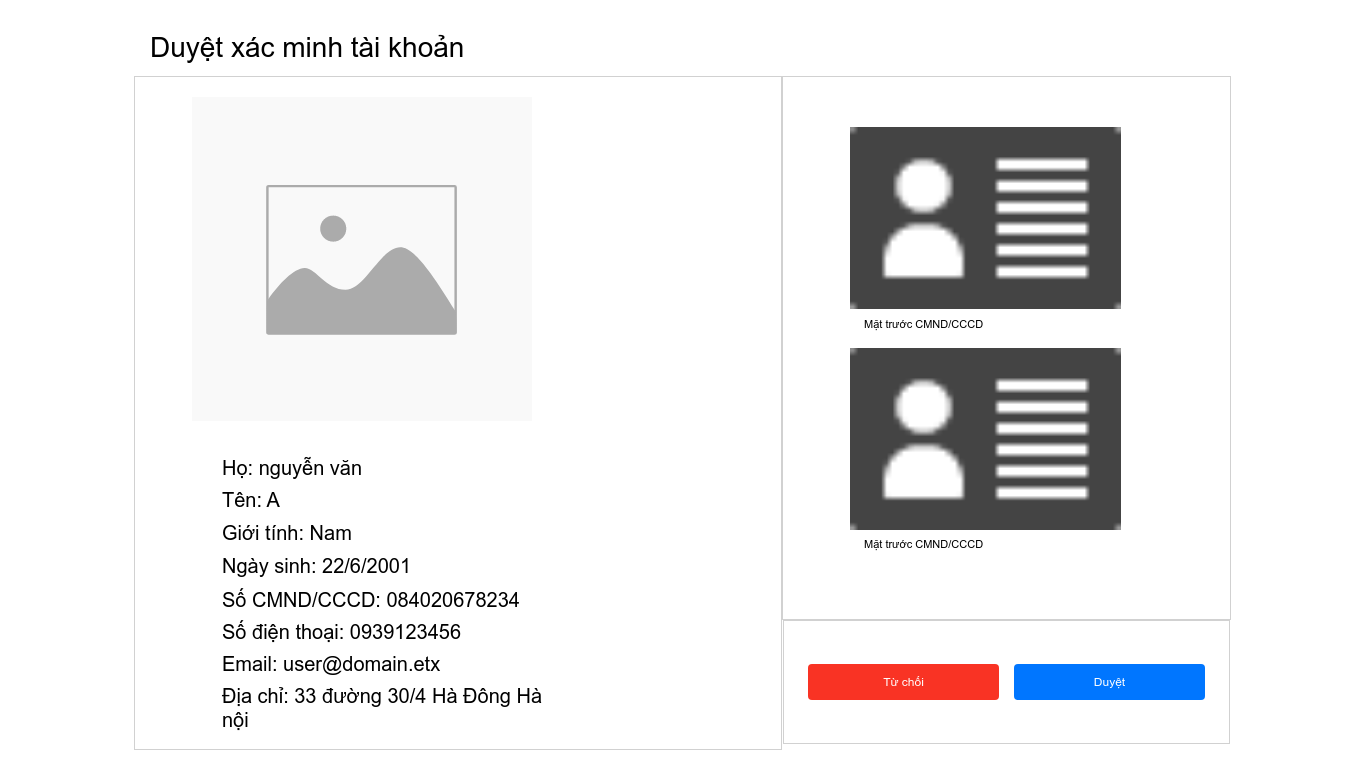 Duyệt xác minh tài khoản
Họ: nguyễn văn
Tên: A
Giới tính: Nam
Ngày sinh: 22/6/2001
Số CMND/CCCD: 084020678234
Số điện thoại: 0939123456
Email: user@domain.etx
Địa chỉ: 33 đường 30/4 Hà Đông Hà
nội
Mặt trước CMND/CCCD
Mặt trước CMND/CCCD
Từ chối
Duyệt